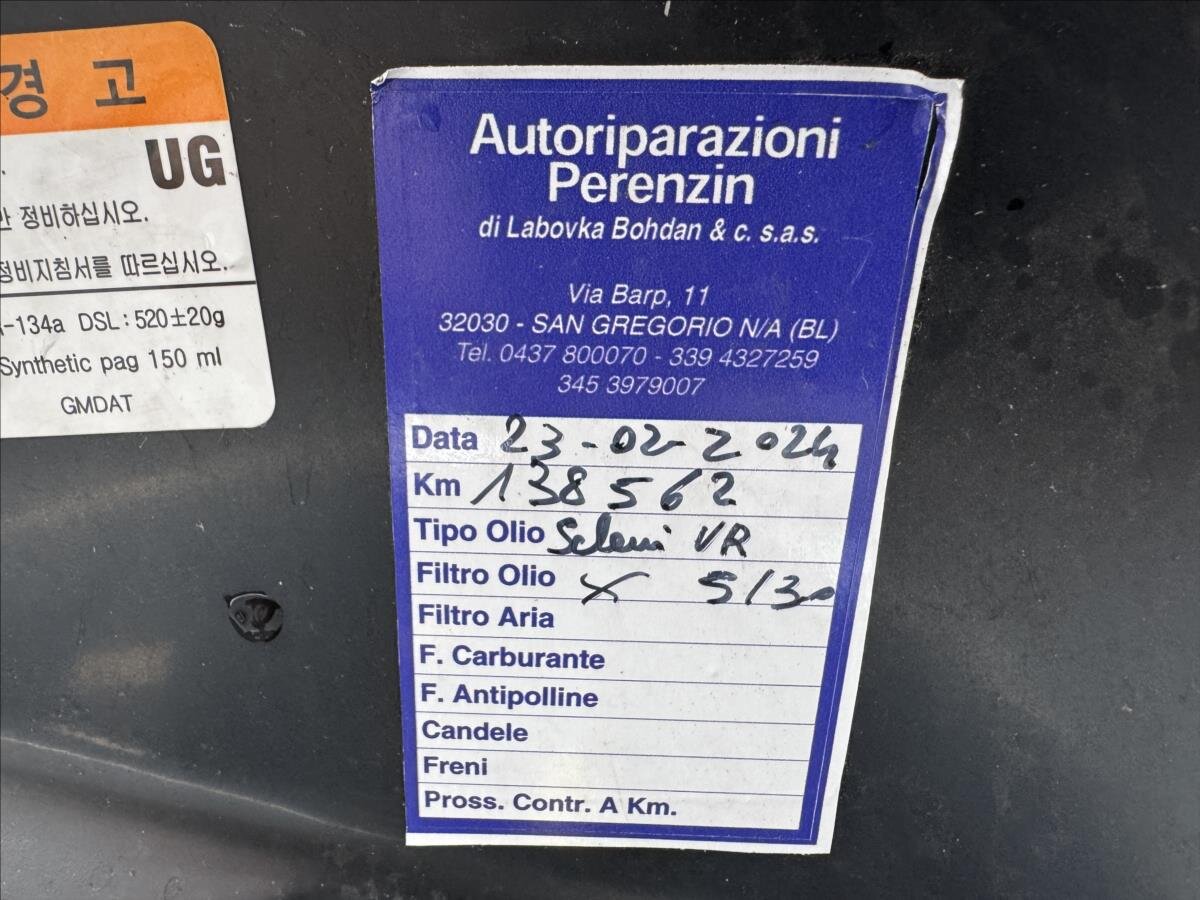 경 고
UG
정비하십시오.
정비지침서를 따르십시오.
-134a DSL: 520±20g
Synthetic pag 150 ml
GMDAT
Autoriparazioni
Perenzin
di Labovka Bohdan & c. s.a.s.
Via Barp, 11
32030 - SAN GREGORIO N/A (BL)
Tel. 0437 800070 - 339 4327259
345 3979007
Data 23-02-2024
Km 138562
Tipo Olio VR
Filtro Olio X 5/30
Filtro Aria
F. Carburante
F. Antipolline
Candele
Freni
Pross. Contr. A Km.